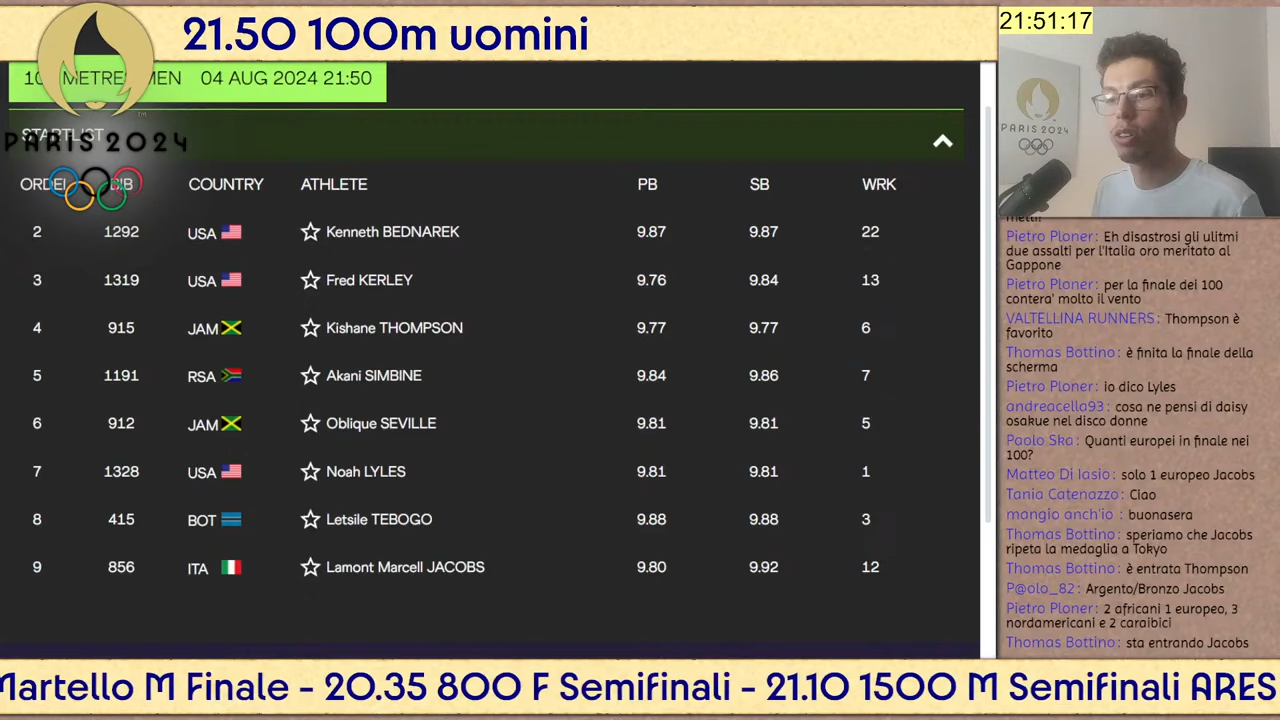 21.50 100m uomini
21:51:17
METRES MEN 04 AUG 2024 21:50
STARTLIST
PARIS 2024
PARIS 2024
ORDE BIB COUNTRY ATHLETE PB SB WRK
2 1292 USA Kenneth BEDNAREK 9.87 9.87 22
3 1319 USA Fred KERLEY 9.76 9.84 13
4 915 JAM Kishane THOMPSON 9.77 9.77 6
5 1191 RSA Akani SIMBINE 9.84 9.86 7
6 912 JAM Oblique SEVILLE 9.81 9.81 5
7 1328 USA Noah LYLES 9.81 9.81 1
8 415 BOT Letsile TEBOGO 9.88 9.88 3
9 856 ITA Lamont Marcell JACOBS 9.80 9.92 12
Pietro Ploner: Eh disastrosi gli ulitmi
due assalti per l'Italia oro meritato al
Gappone
Pietro Ploner: per la finale dei 100
contera' molto il vento
VALTELLINA RUNNERS: Thompson è
favorito
Thomas Bottino: è finita la finale della
scherma
Pietro Ploner: io dico Lyles
andreacella93: cosa ne pensi di daisy
osakue nel disco donne
Paolo Ska: Quanti europei in finale nei
100?
Matteo Di Iasio: solo 1 europeo Jacobs
Tania Catenazzo: Ciao
mangio anch'io: buonasera
Thomas Bottino: speriamo che Jacobs
ripeta la medaglia a Tokyo
Thomas Bottino: è entrata Thompson
P@olo_82: Argento/Bronzo Jacobs
Pietro Ploner: 2 africani 1 europeo, 3
nordamericani e 2 caraibici
Thomas Bottino: sta entrando Jacobs
Martello M Finale - 20.35 800 F Semifinali - 21.10 1500 M Semifinali ARES